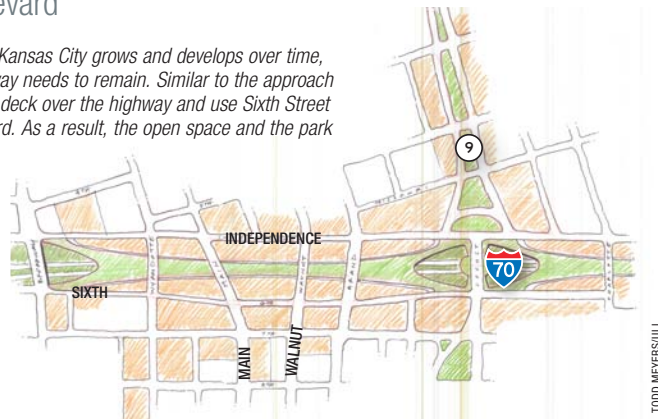 evard
Kansas City grows and develops over time,
ay needs to remain. Similar to the approach
deck over the highway and use Sixth Street
rd. As a result, the open space and the park
9
INDEPENDENCE
70
SIXTH
MAIN
WALNUT
TODD MEYERS/ULI